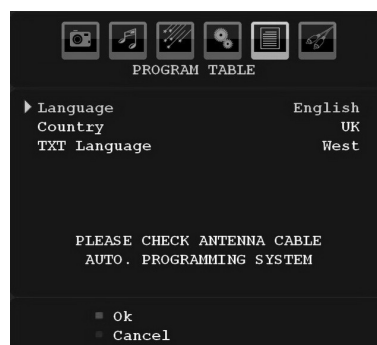 PROGRAM TABLE
Language English
Country UK
TXT Language West
PLEASE CHECK ANTENNA CABLE
AUTO. PROGRAMMING SYSTEM
Ok
Cancel